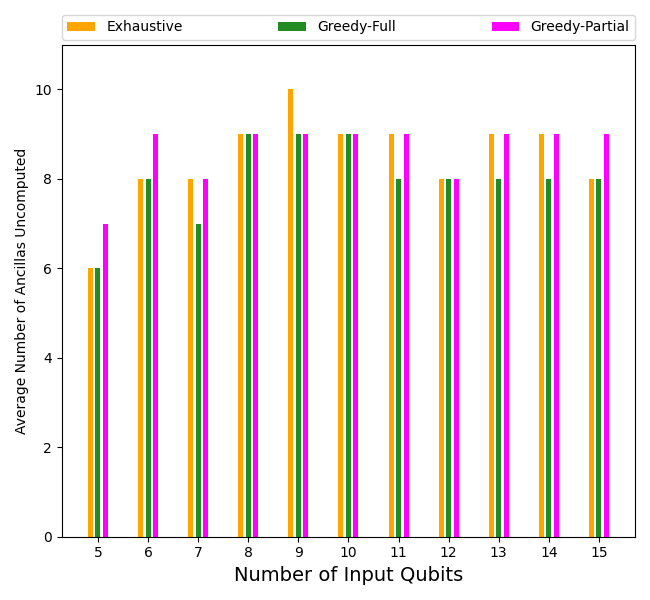 Exhaustive Greedy-Full Greedy-Partial
Average Number of Ancillas Uncomputed
10
8
6
4
2
0
5 6 7 8 9 10 11 12 13 14 15
Number of Input Qubits